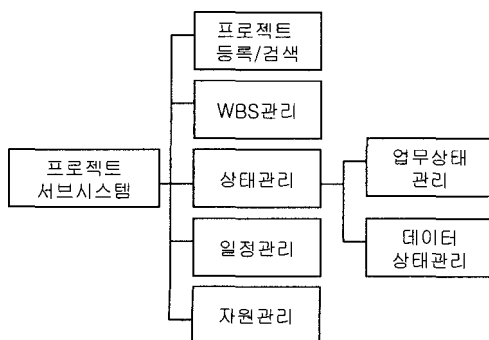 프로젝트
등록/검색
WBS관리
프로젝트
서브시스템
상태관리
업무상태
관리
일정관리
데이터
상태관리
자원관리